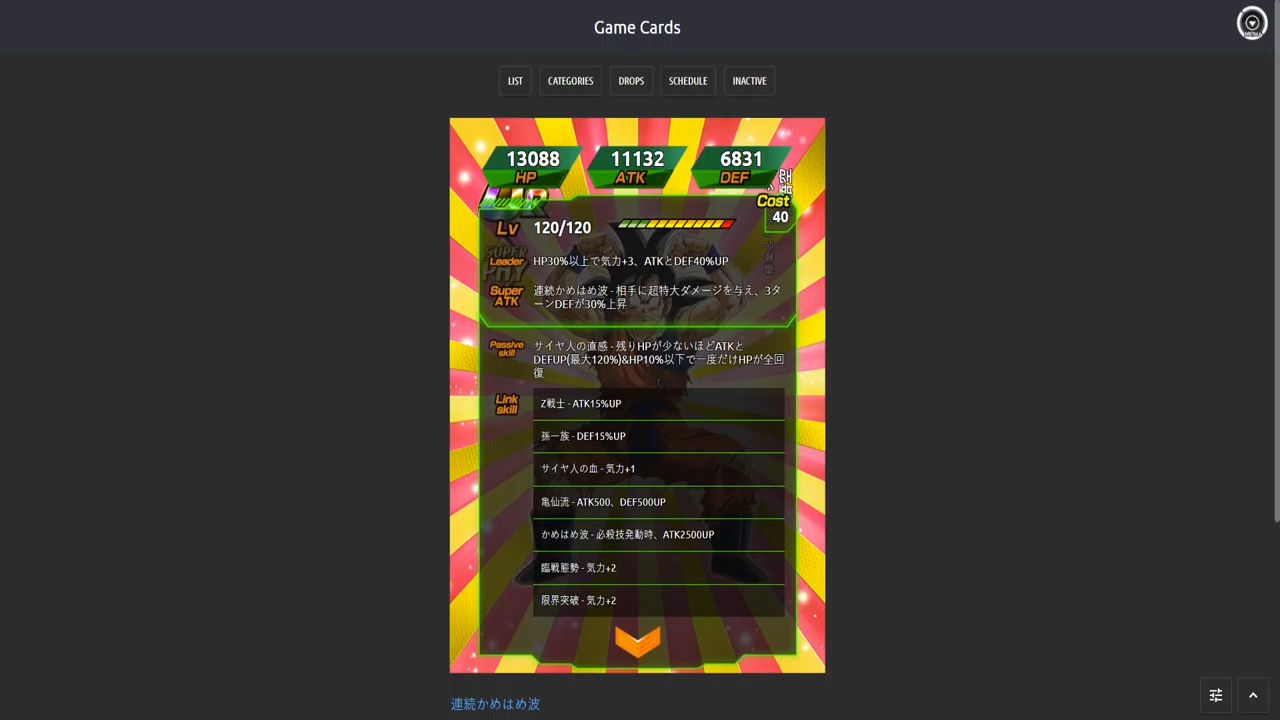 Game Cards
MENU
LIST
CATEGORIES
DROPS
SCHEDULE
INACTIVE
13088
HP
11132
ATK
6831
DEF
Cost
40
Lv
120/120
SUPER
PHY
Leader
HP30%以上で気力+3、ATKとDEF40%UP
Super
ATK
連続かめはめ波 - 相手に超特大ダメージを与え、3タ
ーンDEFが30%上昇
Passive
skill
サイヤ人の直感 - 残りHPが少ないほどATKと
DEFUP(最大120%)&HP10%以下で一度だけHPが全回
復
Link
skill
Z戦士 - ATK15%UP
孫一族 - DEF15%UP
サイヤ人の血 - 気力+1
亀仙流 - ATK500、DEF500UP
かめはめ波 - 必殺技発動時、ATK2500UP
臨戦態勢 - 気力+2
限界突破 - 気力+2
連続かめはめ波